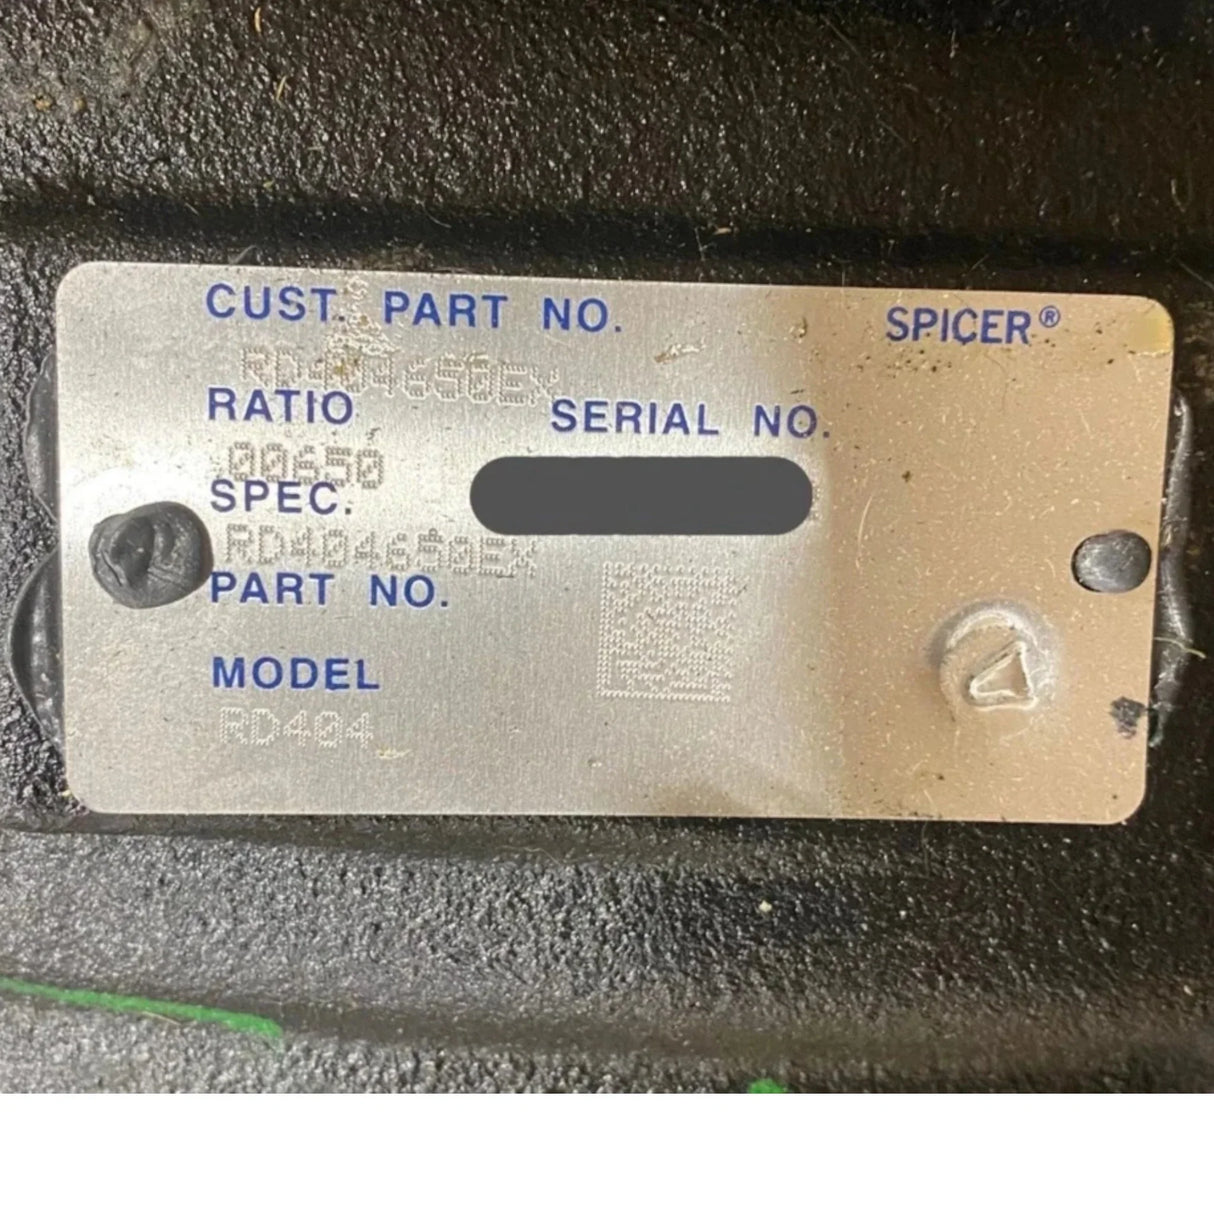 CUST. PART NO. SPICER®
RD404650EX
RATIO SERIAL NO.
00650
SPEC.
RD404650EX
PART NO.
MODEL
RD404